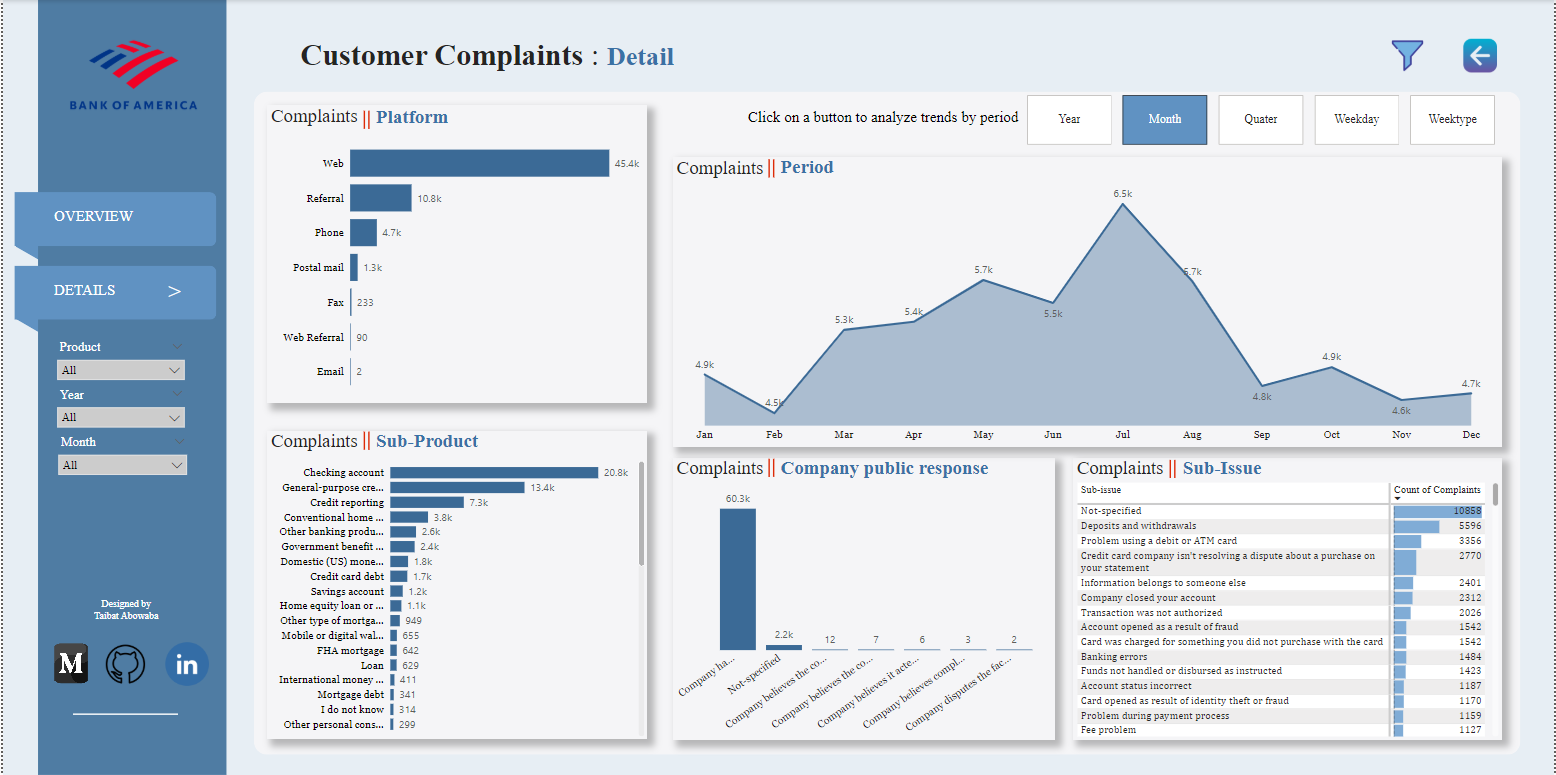 BANK OF AMERICA
OVERVIEW
DETAILS >
Product
All
Year
All
Month
All
Designed by
Taibat Abowaba
M
in
Customer Complaints : Detail
Complaints || Platform
Web 45.4k
Referral 10.8k
Phone 4.7k
Postal mail 1.3k
Fax 233
Web Referral 90
Email 2
Click on a button to analyze trends by period
Year
Month
Quater
Weekday
Weektype
Complaints || Period
4.9k
4.5k
5.3k
5.4k
5.7k
5.5k
6.5k
5.7k
4.8k
4.9k
4.6k
4.7k
Jan Feb Mar Apr May Jun Jul Aug Sep Oct Nov Dec
Complaints || Sub-Product
Checking account 20.8k
General-purpose cre... 13.4k
Credit reporting 7.3k
Conventional home ... 3.8k
Other banking produ... 2.6k
Government benefit ... 2.4k
Domestic (US) mone... 1.8k
Credit card debt 1.7k
Savings account 1.2k
Home equity loan or ... 1.1k
Other type of mortga... 949
Mobile or digital wal... 655
FHA mortgage 642
Loan 629
International money ... 411
Mortgage debt 341
I do not know 314
Other personal cons... 299
Complaints || Company public response
60.3k
2.2k
12
7
6
3
2
Company ha...
Not-specified
Company believes the co...
Company believes the co...
Company believes it acte...
Company believes compl...
Company disputes the fac...
Complaints || Sub-Issue
Sub-issue Count of Complaints
Not-specified 10858
Deposits and withdrawals 5596
Problem using a debit or ATM card 3356
Credit card company isn't resolving a dispute about a purchase on 2770
your statement
Information belongs to someone else 2401
Company closed your account 2312
Transaction was not authorized 2026
Account opened as a result of fraud 1542
Card was charged for something you did not purchase with the card 1542
Banking errors 1484
Funds not handled or disbursed as instructed 1423
Account status incorrect 1187
Card opened as result of identity theft or fraud 1170
Problem during payment process 1159
Fee problem 1127